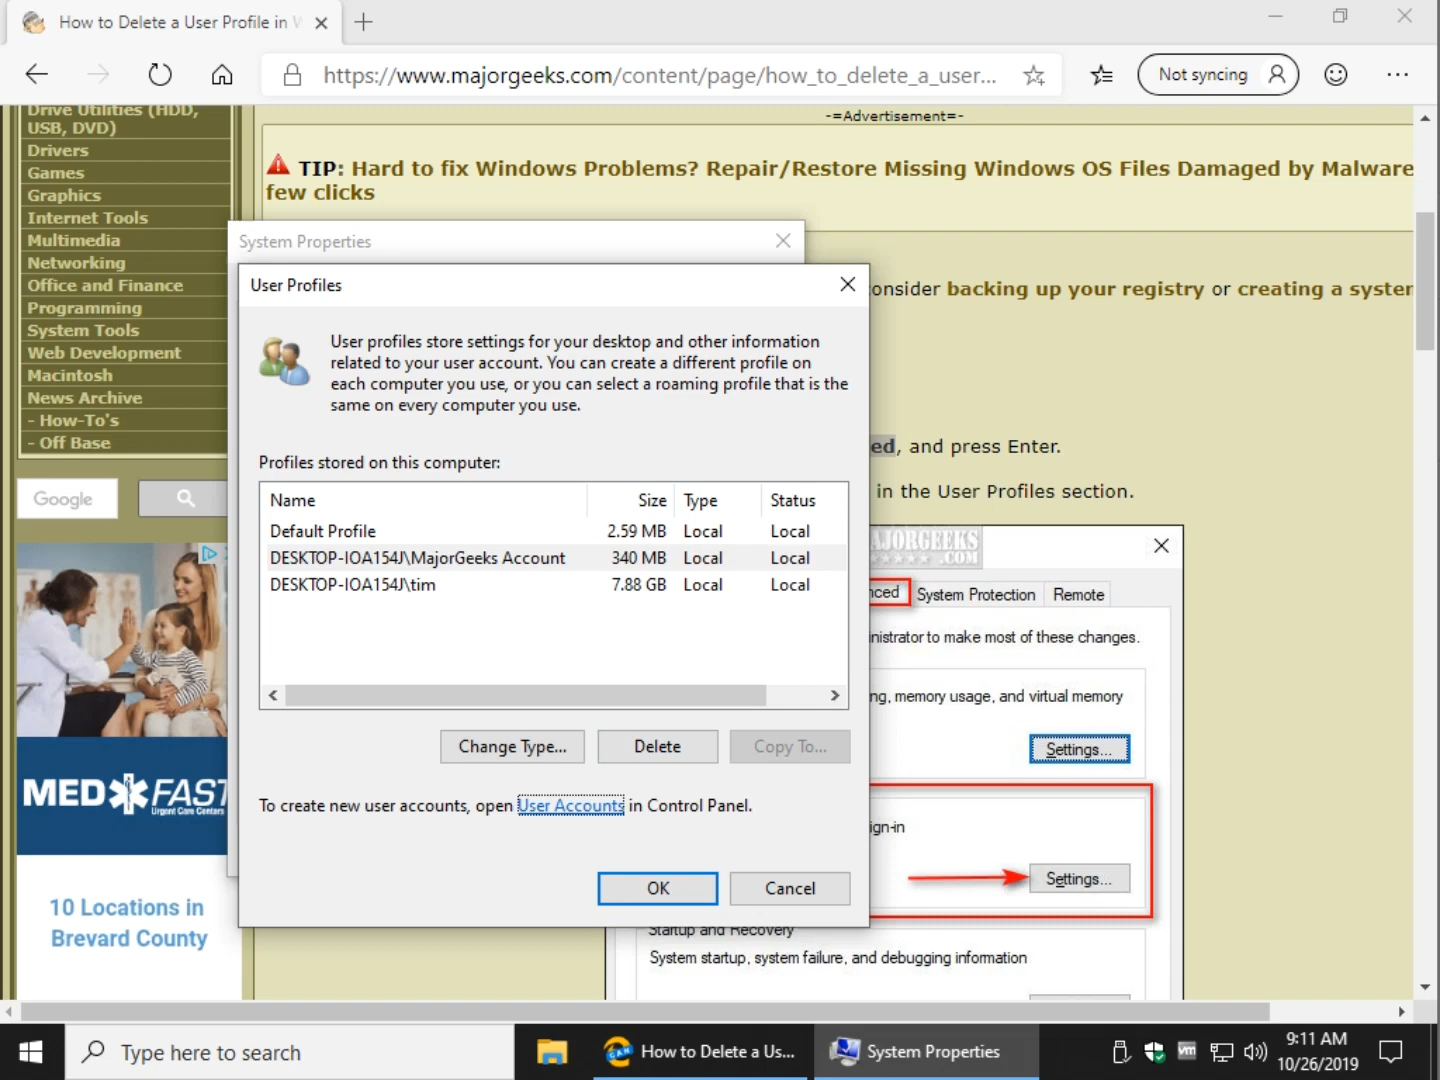 How to Delete a User Profile in W
https://www.majorgeeks.com/content/page/how_to_delete_a_user...
Not syncing
Drive Utilities (HDD,
USB, DVD)
Drivers
Games
Graphics
Internet Tools
Multimedia
Networking
Office and Finance
Programming
System Tools
Web Development
Macintosh
News Archive
- How-To's
- Off Base
Google
MEDFAST
Urgent Care Centers
10 Locations in
Brevard County
-=Advertisement=-
TIP: Hard to fix Windows Problems? Repair/Restore Missing Windows OS Files Damaged by Malware
few clicks
System Properties
User Profiles
User profiles store settings for your desktop and other information
related to your user account. You can create a different profile on
each computer you use, or you can select a roaming profile that is the
same on every computer you use.
Profiles stored on this computer:
Name Size Type Status
Default Profile 2.59 MB Local Local
DESKTOP-IOA154J\MajorGeeks Account 340 MB Local Local
DESKTOP-IOA154J\tim 7.88 GB Local Local
Change Type... Delete Copy To...
To create new user accounts, open User Accounts in Control Panel.
OK Cancel
onsider backing up your registry or creating a syster
ed, and press Enter.
in the User Profiles section.
AJORGEEKS
.COM
nced System Protection Remote
inistrator to make most of these changes.
ng, memory usage, and virtual memory
Settings...
ign-in
Settings...
Startup and Recovery
System startup, system failure, and debugging information
Type here to search
How to Delete a Us...
System Properties
vm
9:11 AM
10/26/2019